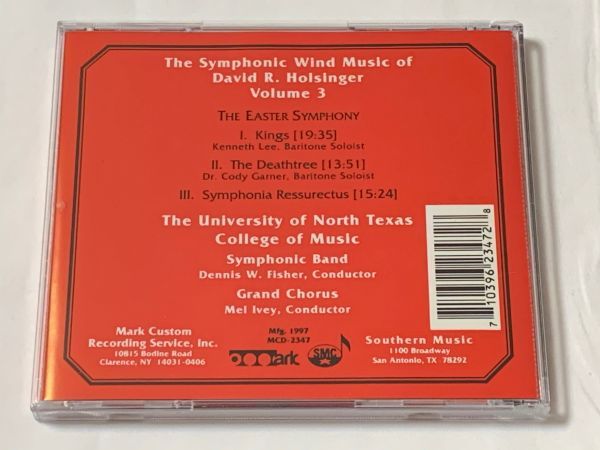 The Symphonic Wind Music of
David R. Holsinger
Volume 3
THE EASTER SYMPHONY
I. Kings [19:35]
Kenneth Lee, Baritone Soloist
II. The Deathtree [13:51]
Dr. Cody Garner, Baritone Soloist
III. Symphonia Ressurectus [15:24]
The University of North Texas
College of Music
Symphonic Band
Dennis W. Fisher, Conductor
Grand Chorus
Mel Ivey, Conductor
7 10396 23472 8
Mark Custom
Recording Service, Inc.
10815 Bodine Road
Clarence, NY 14031-0406
Mfg. 1997
MCD-2347
mark
SMC
Southern Music
1100 Broadway
San Antonio, TX 78292